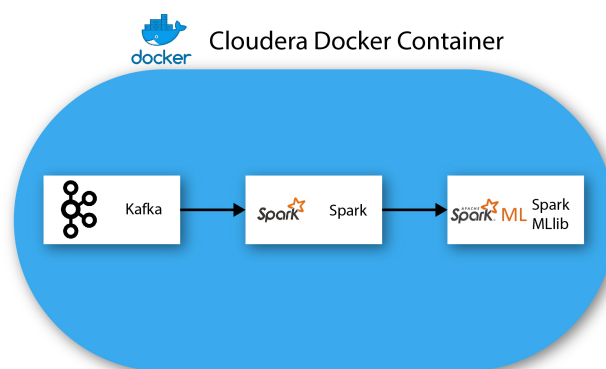 docker
Cloudera Docker Container
Kafka
Spark
Spark
APACHE
Spark
ML
Spark
MLlib